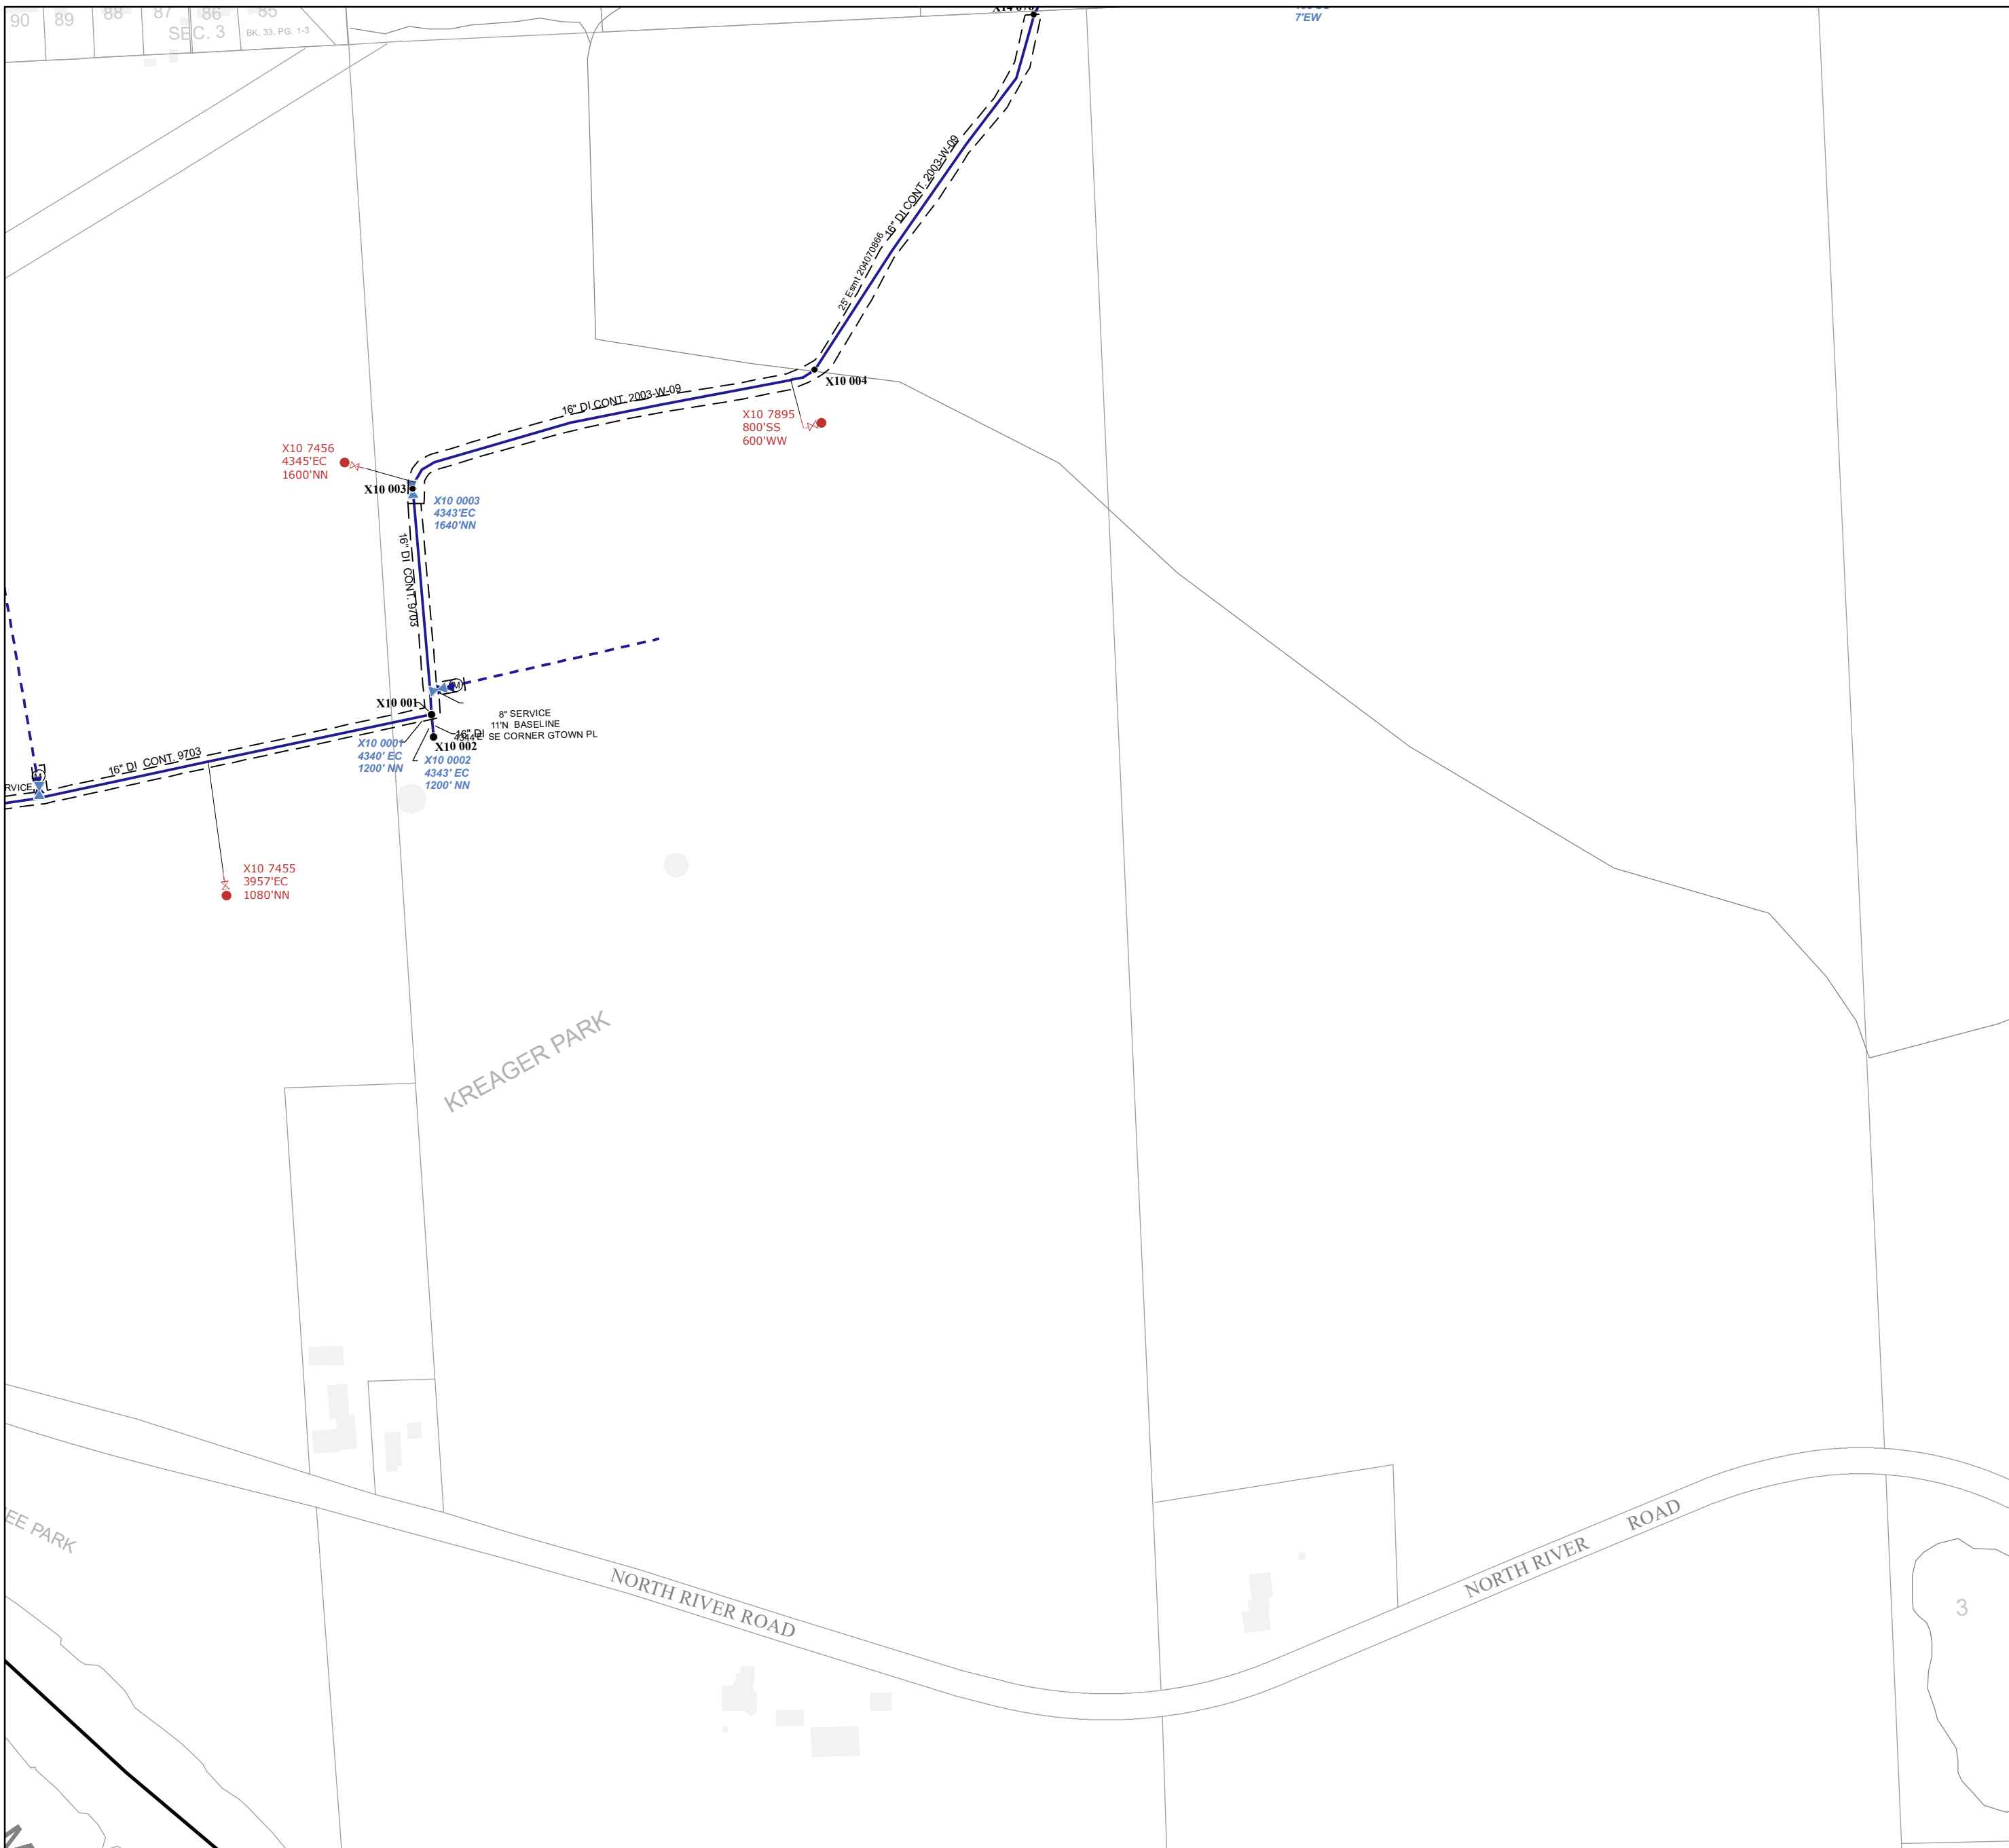 90
89
88
87
86
85
SEC. 3
BK. 33, PG. 1-3
7'EW
16" DI CONT. 2003-W-09
25' Esmt 204070866
X10 004
16" DI CONT. 2003-W-09
X10 7895
800'SS
600'WW
X10 7456
4345'EC
1600'NN
X10 003
X10 0003
4343'EC
1640'NN
16" DI CONT. 9703
(M)
X10 001
8" SERVICE
11'N BASELINE
4344'E SE CORNER GTOWN PL
16" DI
X10 002
X10 0001
4340' EC
1200' NN
X10 0002
4343' EC
1200' NN
16" DI CONT. 9703
(M)
RVICE
X10 7455
3957'EC
1080'NN
KREAGER PARK
EE PARK
NORTH RIVER ROAD
NORTH RIVER ROAD
3